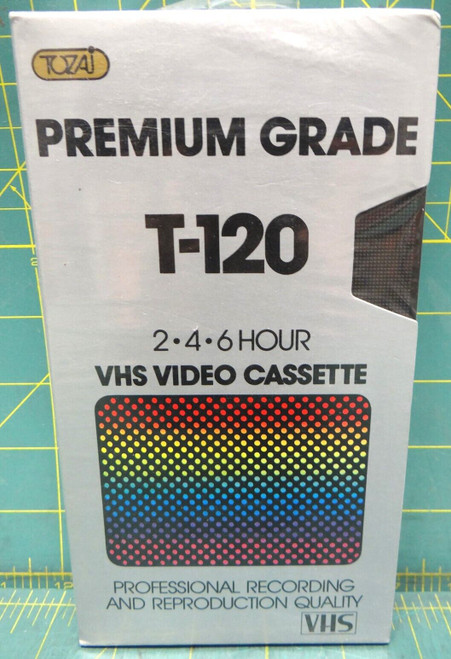 TOZAI
PREMIUM GRADE
T-120
2•4•6 HOUR
VHS VIDEO CASSETTE
PROFESSIONAL RECORDING
AND REPRODUCTION QUALITY
VHS